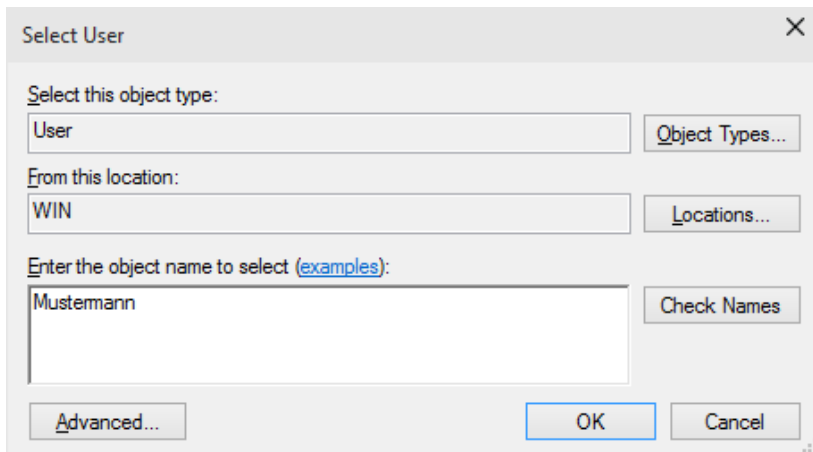 Select User
Select this object type:
User
Object Types...
From this location:
WIN
Locations...
Enter the object name to select (examples):
Mustermann
Check Names
Advanced...
OK
Cancel